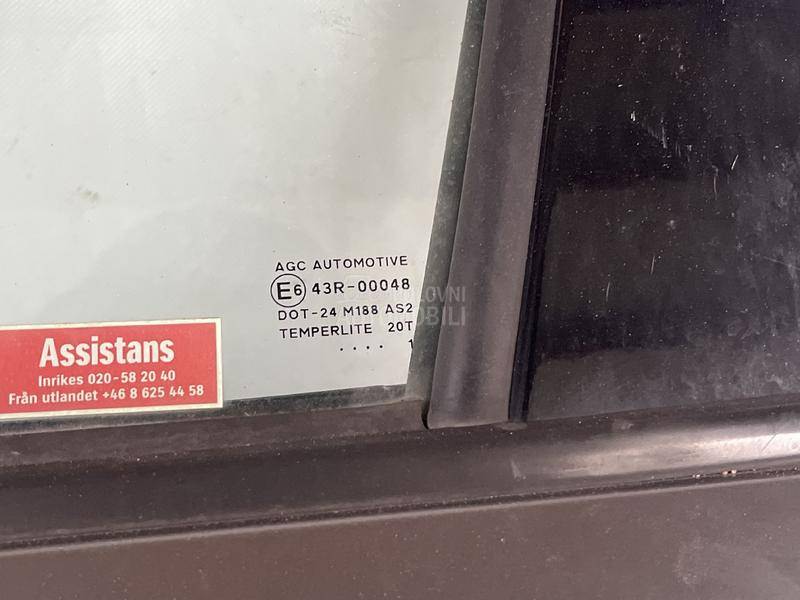 AGC AUTOMOTIVE
E6 43R-00048
DOT-24 M188 AS2
TEMPERLITE 20T
.... 1
Assistans
Inrikes 020-58 20 40
Från utlandet +46 8 625 44 58